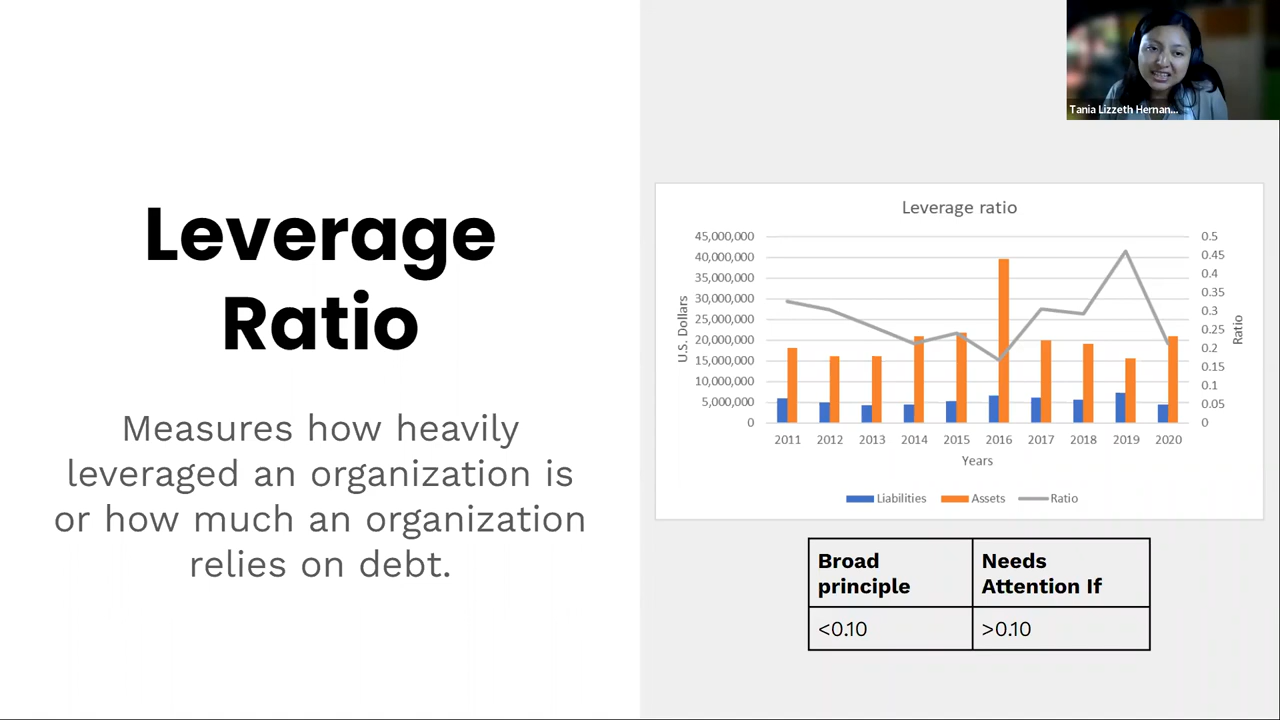 Tania Lizzeth Hernan...
Leverage
Ratio
Measures how heavily
leveraged an organization is
or how much an organization
relies on debt.
Leverage ratio
45,000,000
40,000,000
35,000,000
30,000,000
25,000,000
20,000,000
15,000,000
10,000,000
5,000,000
0
U.S. Dollars
0.5
0.45
0.4
0.35
0.3
0.25
0.2
0.15
0.1
0.05
0
Ratio
2011 2012 2013 2014 2015 2016 2017 2018 2019 2020
Years
Liabilities Assets Ratio
Broad
principle
Needs
Attention If
<0.10
>0.10